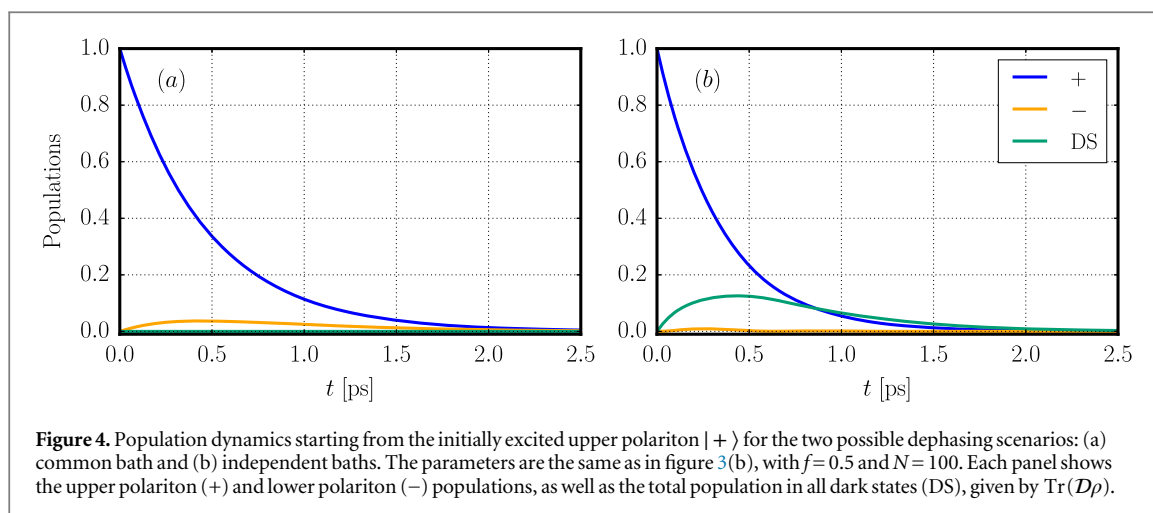 1.0
0.8
0.6
0.4
0.2
0.0
Populations
(a)
0.0 0.5 1.0 1.5 2.0 2.5
t [ps]
1.0
0.8
0.6
0.4
0.2
0.0
(b)
+
−
DS
0.0 0.5 1.0 1.5 2.0 2.5
t [ps]
Figure 4. Population dynamics starting from the initially excited upper polariton | + ⟩ for the two possible dephasing scenarios: (a)
common bath and (b) independent baths. The parameters are the same as in figure 3(b), with f = 0.5 and N = 100. Each panel shows
the upper polariton (+) and lower polariton (−) populations, as well as the total population in all dark states (DS), given by Tr(𝒟ρ).